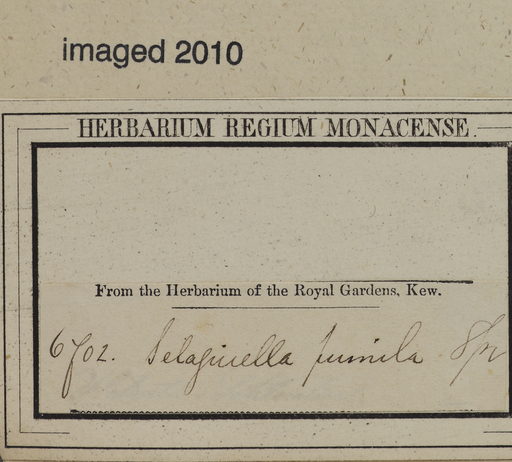 imaged 2010
HERBARIUM REGIUM MONACENSE.
From the Herbarium of the Royal Gardens, Kew.
6702. Selaginella pumila Spr